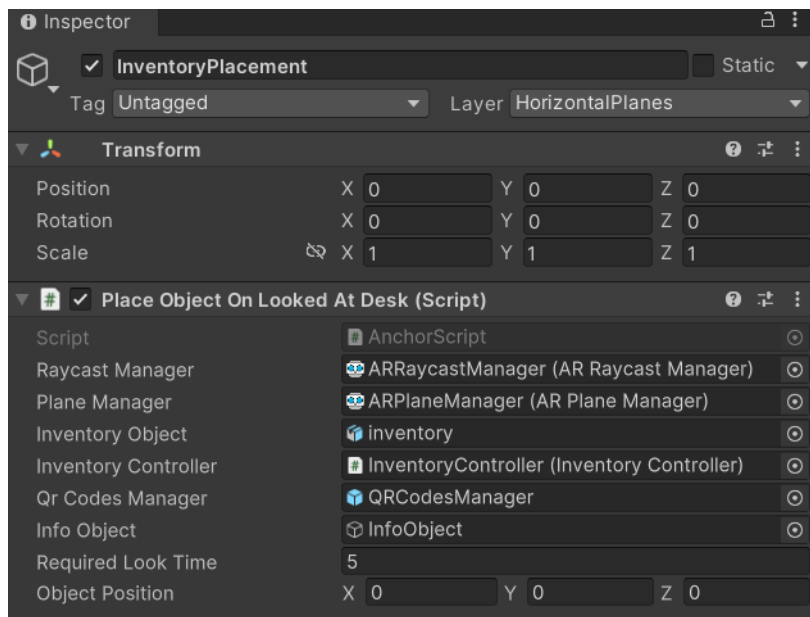 Inspector
InventoryPlacement Static
Tag Untagged Layer HorizontalPlanes
Transform
Position X 0 Y 0 Z 0
Rotation X 0 Y 0 Z 0
Scale X 1 Y 1 Z 1
# Place Object On Looked At Desk (Script)
Script # AnchorScript
Raycast Manager ARRaycastManager (AR Raycast Manager)
Plane Manager ARPlaneManager (AR Plane Manager)
Inventory Object inventory
Inventory Controller # InventoryController (Inventory Controller)
Qr Codes Manager QRCodesManager
Info Object InfoObject
Required Look Time 5
Object Position X 0 Y 0 Z 0